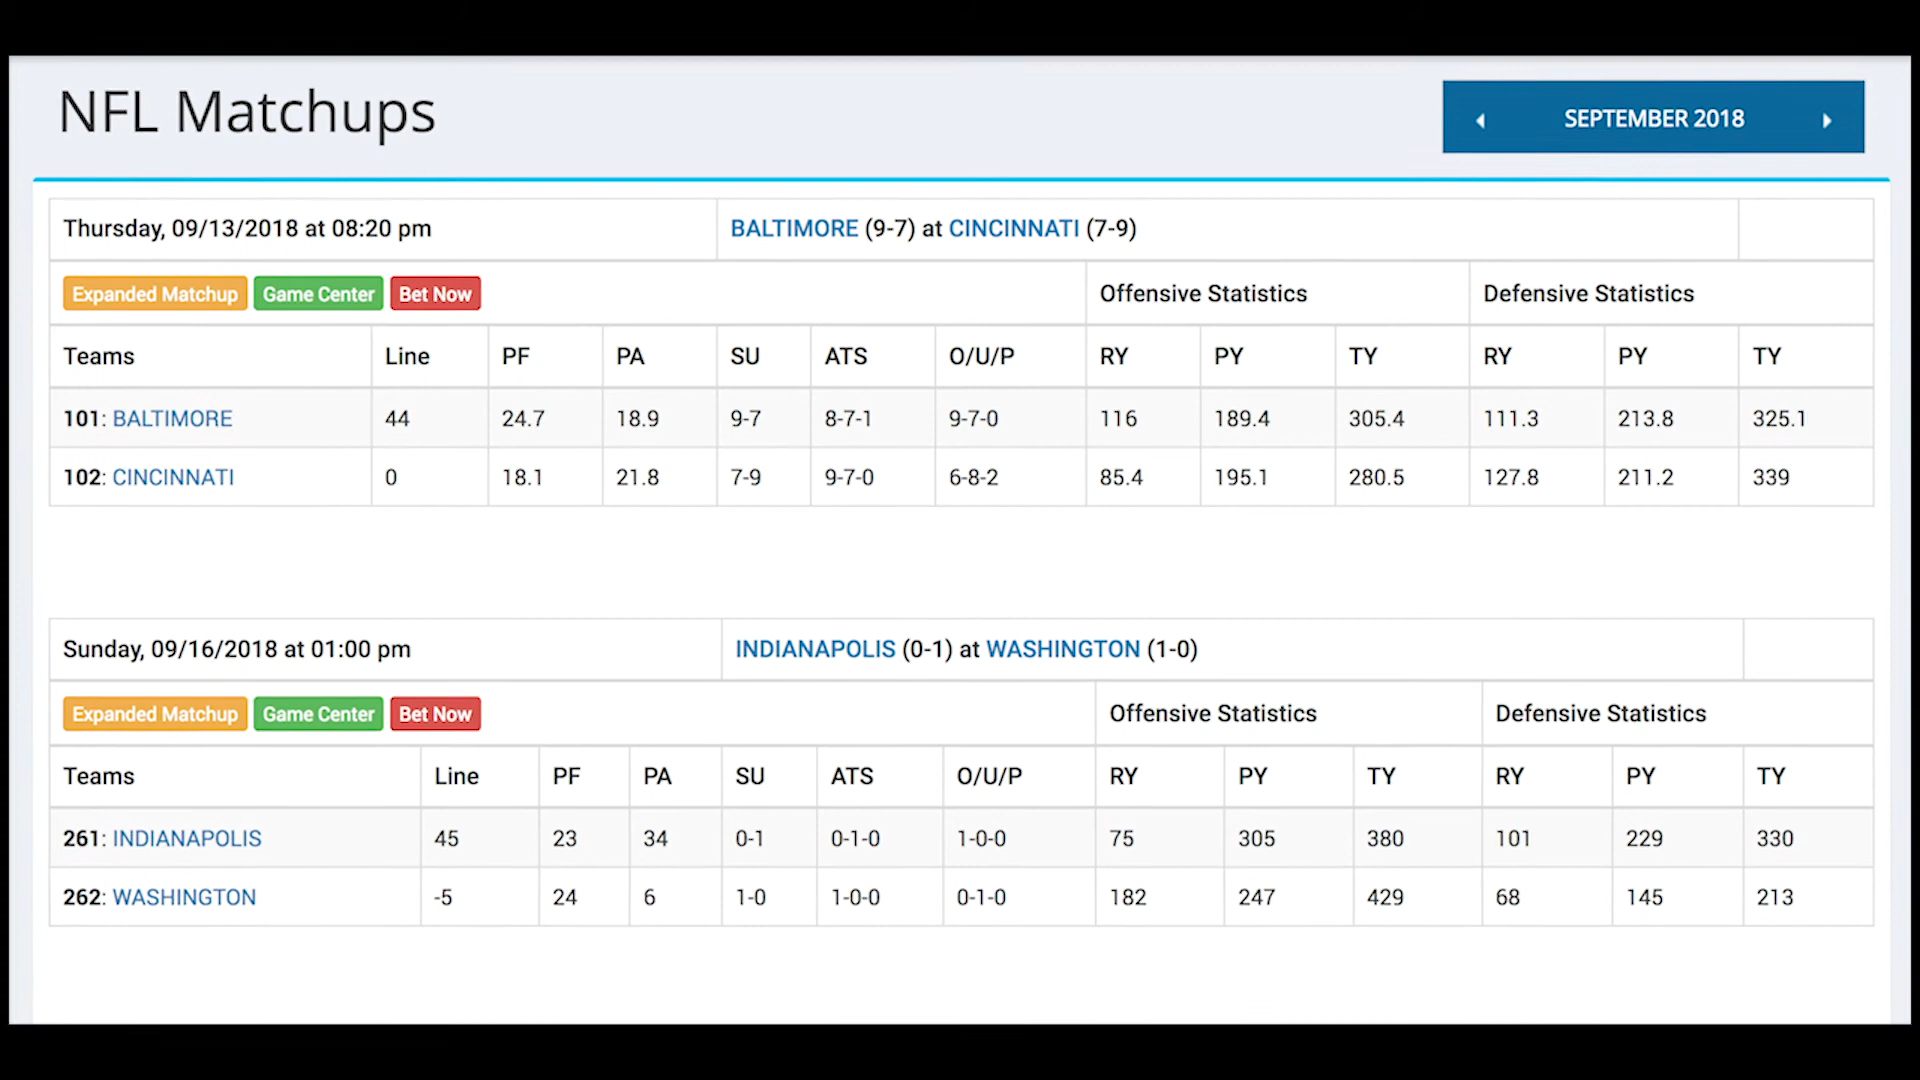 NFL Matchups
SEPTEMBER 2018
Thursday, 09/13/2018 at 08:20 pm BALTIMORE (9-7) at CINCINNATI (7-9)
Expanded Matchup Game Center Bet Now Offensive Statistics Defensive Statistics
Teams Line PF PA SU ATS O/U/P RY PY TY RY PY TY
101: BALTIMORE 44 24.7 18.9 9-7 8-7-1 9-7-0 116 189.4 305.4 111.3 213.8 325.1
102: CINCINNATI 0 18.1 21.8 7-9 9-7-0 6-8-2 85.4 195.1 280.5 127.8 211.2 339
Sunday, 09/16/2018 at 01:00 pm INDIANAPOLIS (0-1) at WASHINGTON (1-0)
Expanded Matchup Game Center Bet Now Offensive Statistics Defensive Statistics
Teams Line PF PA SU ATS O/U/P RY PY TY RY PY TY
261: INDIANAPOLIS 45 23 34 0-1 0-1-0 1-0-0 75 305 380 101 229 330
262: WASHINGTON -5 24 6 1-0 1-0-0 0-1-0 182 247 429 68 145 213